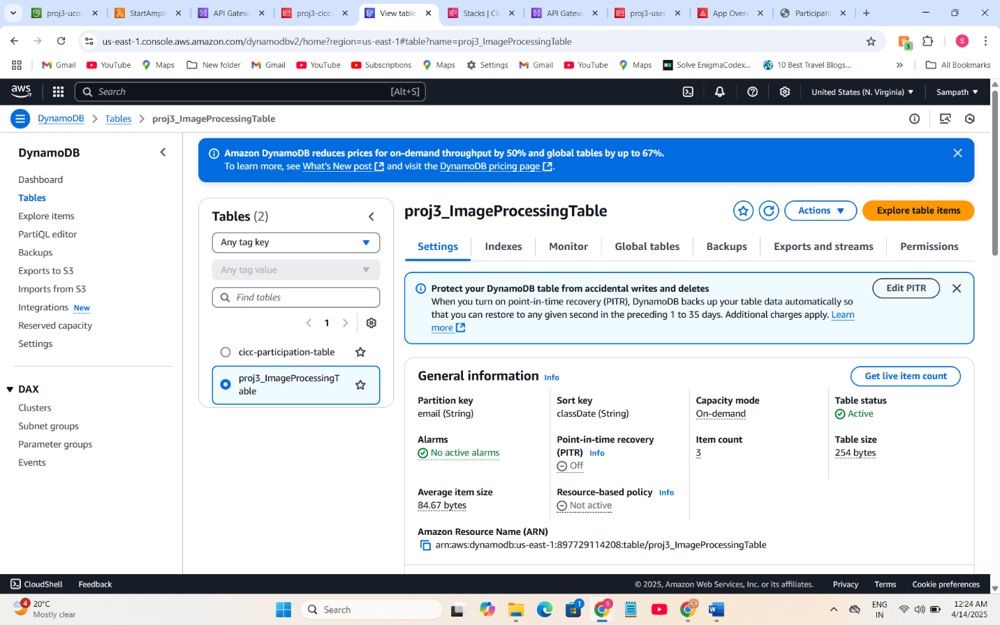 proj3-uco-
StartAmpli
API Gatew
proj3-cicc-
View table
Stacks | Cl
API Gatew
proj3-user
App Over
Participati
us-east-1.console.aws.amazon.com/dynamodbv2/home?region=us-east-1#table?name=proj3_ImageProcessingTable
3
S
Gmail
YouTube
Maps
New folder
Gmail
YouTube
Subscriptions
Maps
Settings
Gmail
YouTube
Maps
Solve EnigmaCodex...
10 Best Travel Blogs...
All Bookmarks
aws
Search
[Alt+S]
United States (N. Virginia)
Sampath
DynamoDB
Tables
proj3_ImageProcessingTable
DynamoDB
Dashboard
Tables
Explore items
PartiQL editor
Backups
Exports to S3
Imports from S3
Integrations New
Reserved capacity
Settings
DAX
Clusters
Subnet groups
Parameter groups
Events
Amazon DynamoDB reduces prices for on-demand throughput by 50% and global tables by up to 67%.
To learn more, see What's New post and visit the DynamoDB pricing page.
Tables (2)
Any tag key
Any tag value
Find tables
1
cicc-participation-table
proj3_ImageProcessingT
able
proj3_ImageProcessingTable
Actions
Explore table items
Settings
Indexes
Monitor
Global tables
Backups
Exports and streams
Permissions
Protect your DynamoDB table from accidental writes and deletes
When you turn on point-in-time recovery (PITR), DynamoDB backs up your table data automatically so
that you can restore to any given second in the preceding 1 to 35 days. Additional charges apply. Learn
more
Edit PITR
General information Info
Get live item count
Partition key
email (String)
Sort key
classDate (String)
Capacity mode
On-demand
Table status
Active
Alarms
No active alarms
Point-in-time recovery
(PITR) Info
Off
Item count
3
Table size
254 bytes
Average item size
84.67 bytes
Resource-based policy Info
Not active
Amazon Resource Name (ARN)
arn:aws:dynamodb:us-east-1:897729114208:table/proj3_ImageProcessingTable
CloudShell
Feedback
© 2025, Amazon Web Services, Inc. or its affiliates.
Privacy
Terms
Cookie preferences
4
20°C
Mostly clear
Search
1
S
ENG
IN
12:24 AM
4/14/2025